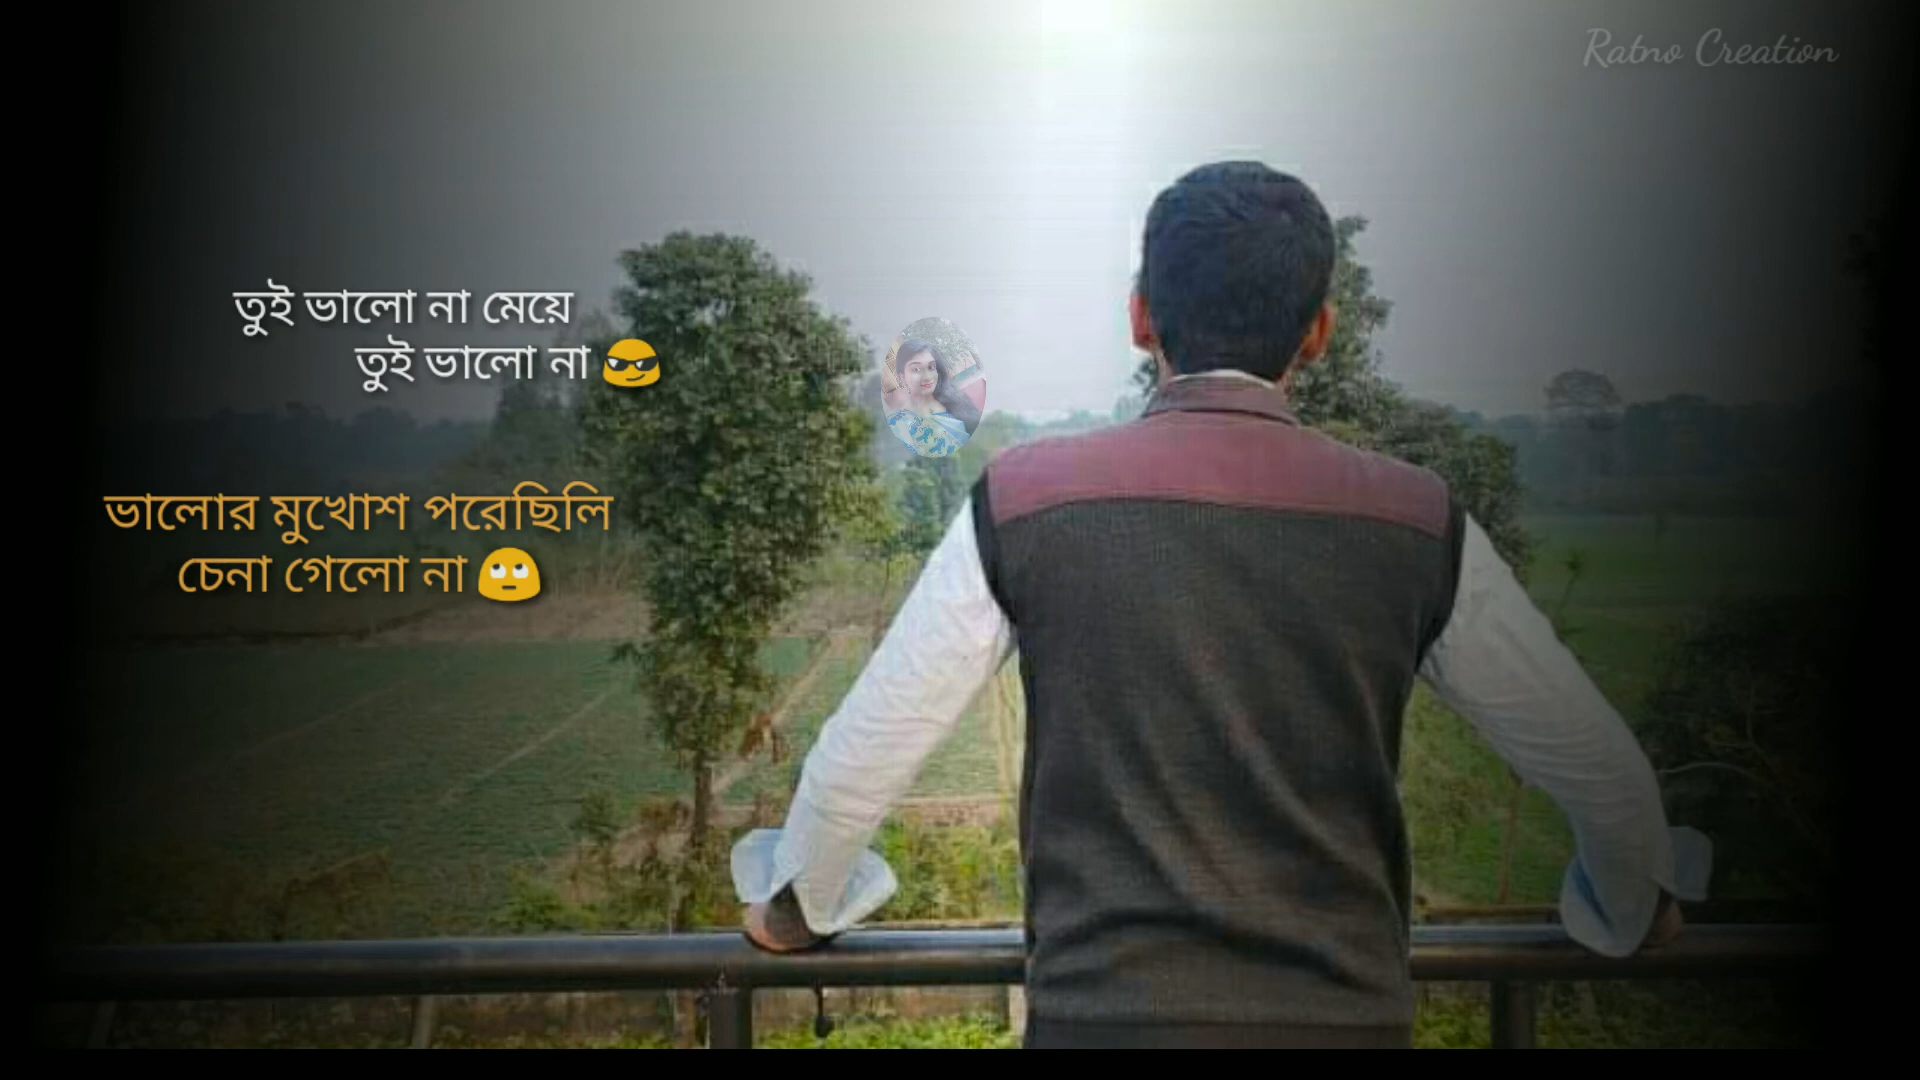 Ratno Creation
তুই ভালো না মেয়ে
তুই ভালো না 😎
ভালোর মুখোশ পরেছিলি
চেনা গেলো না 🙄